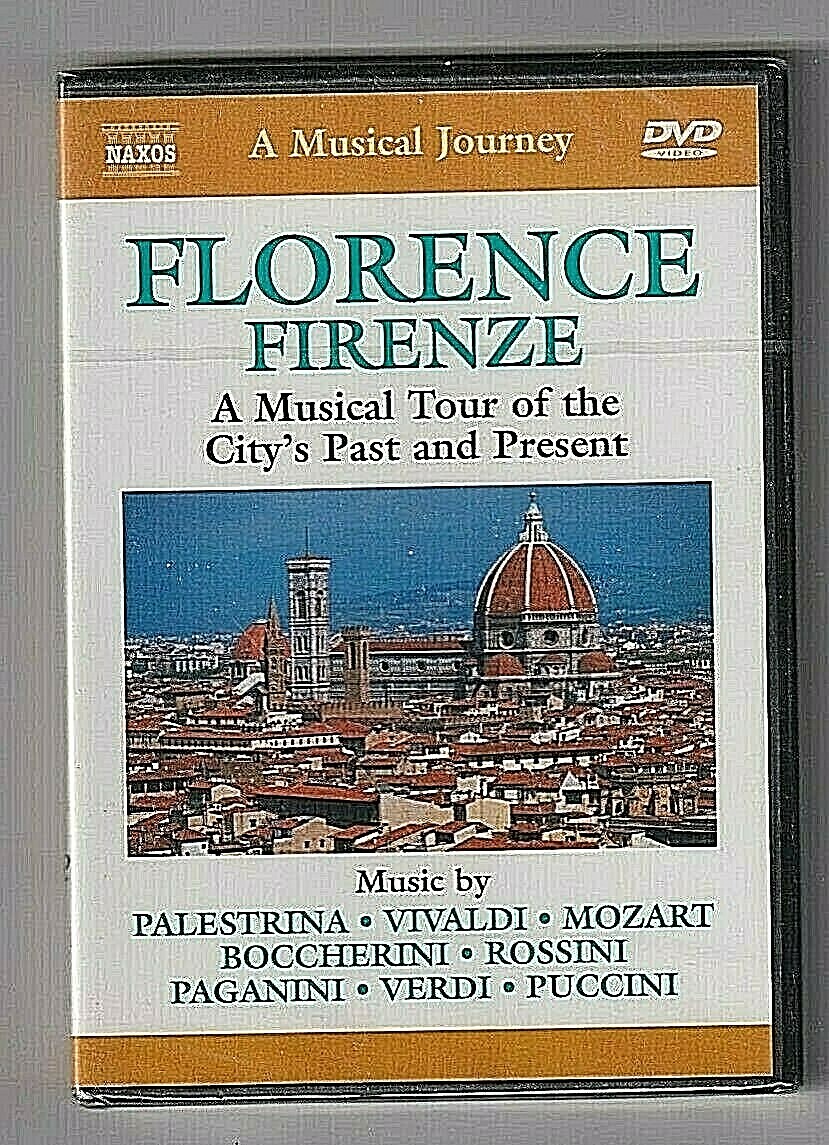 NAXOS
A Musical Journey
DVD
VIDEO
FLORENCE
FIRENZE
A Musical Tour of the
City's Past and Present
Music by
PALESTRINA • VIVALDI • MOZART
BOCCHERINI • ROSSINI
PAGANINI • VERDI • PUCCINI